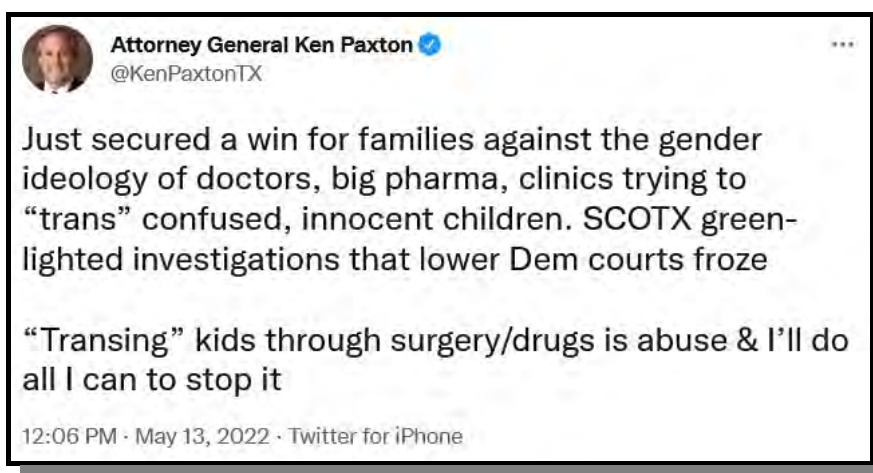 Attorney General Ken Paxton
@KenPaxtonTX
Just secured a win for families against the gender
ideology of doctors, big pharma, clinics trying to
“trans” confused, innocent children. SCOTX green-
lighted investigations that lower Dem courts froze
“Transing” kids through surgery/drugs is abuse & I’ll do
all I can to stop it
12:06 PM · May 13, 2022 · Twitter for iPhone